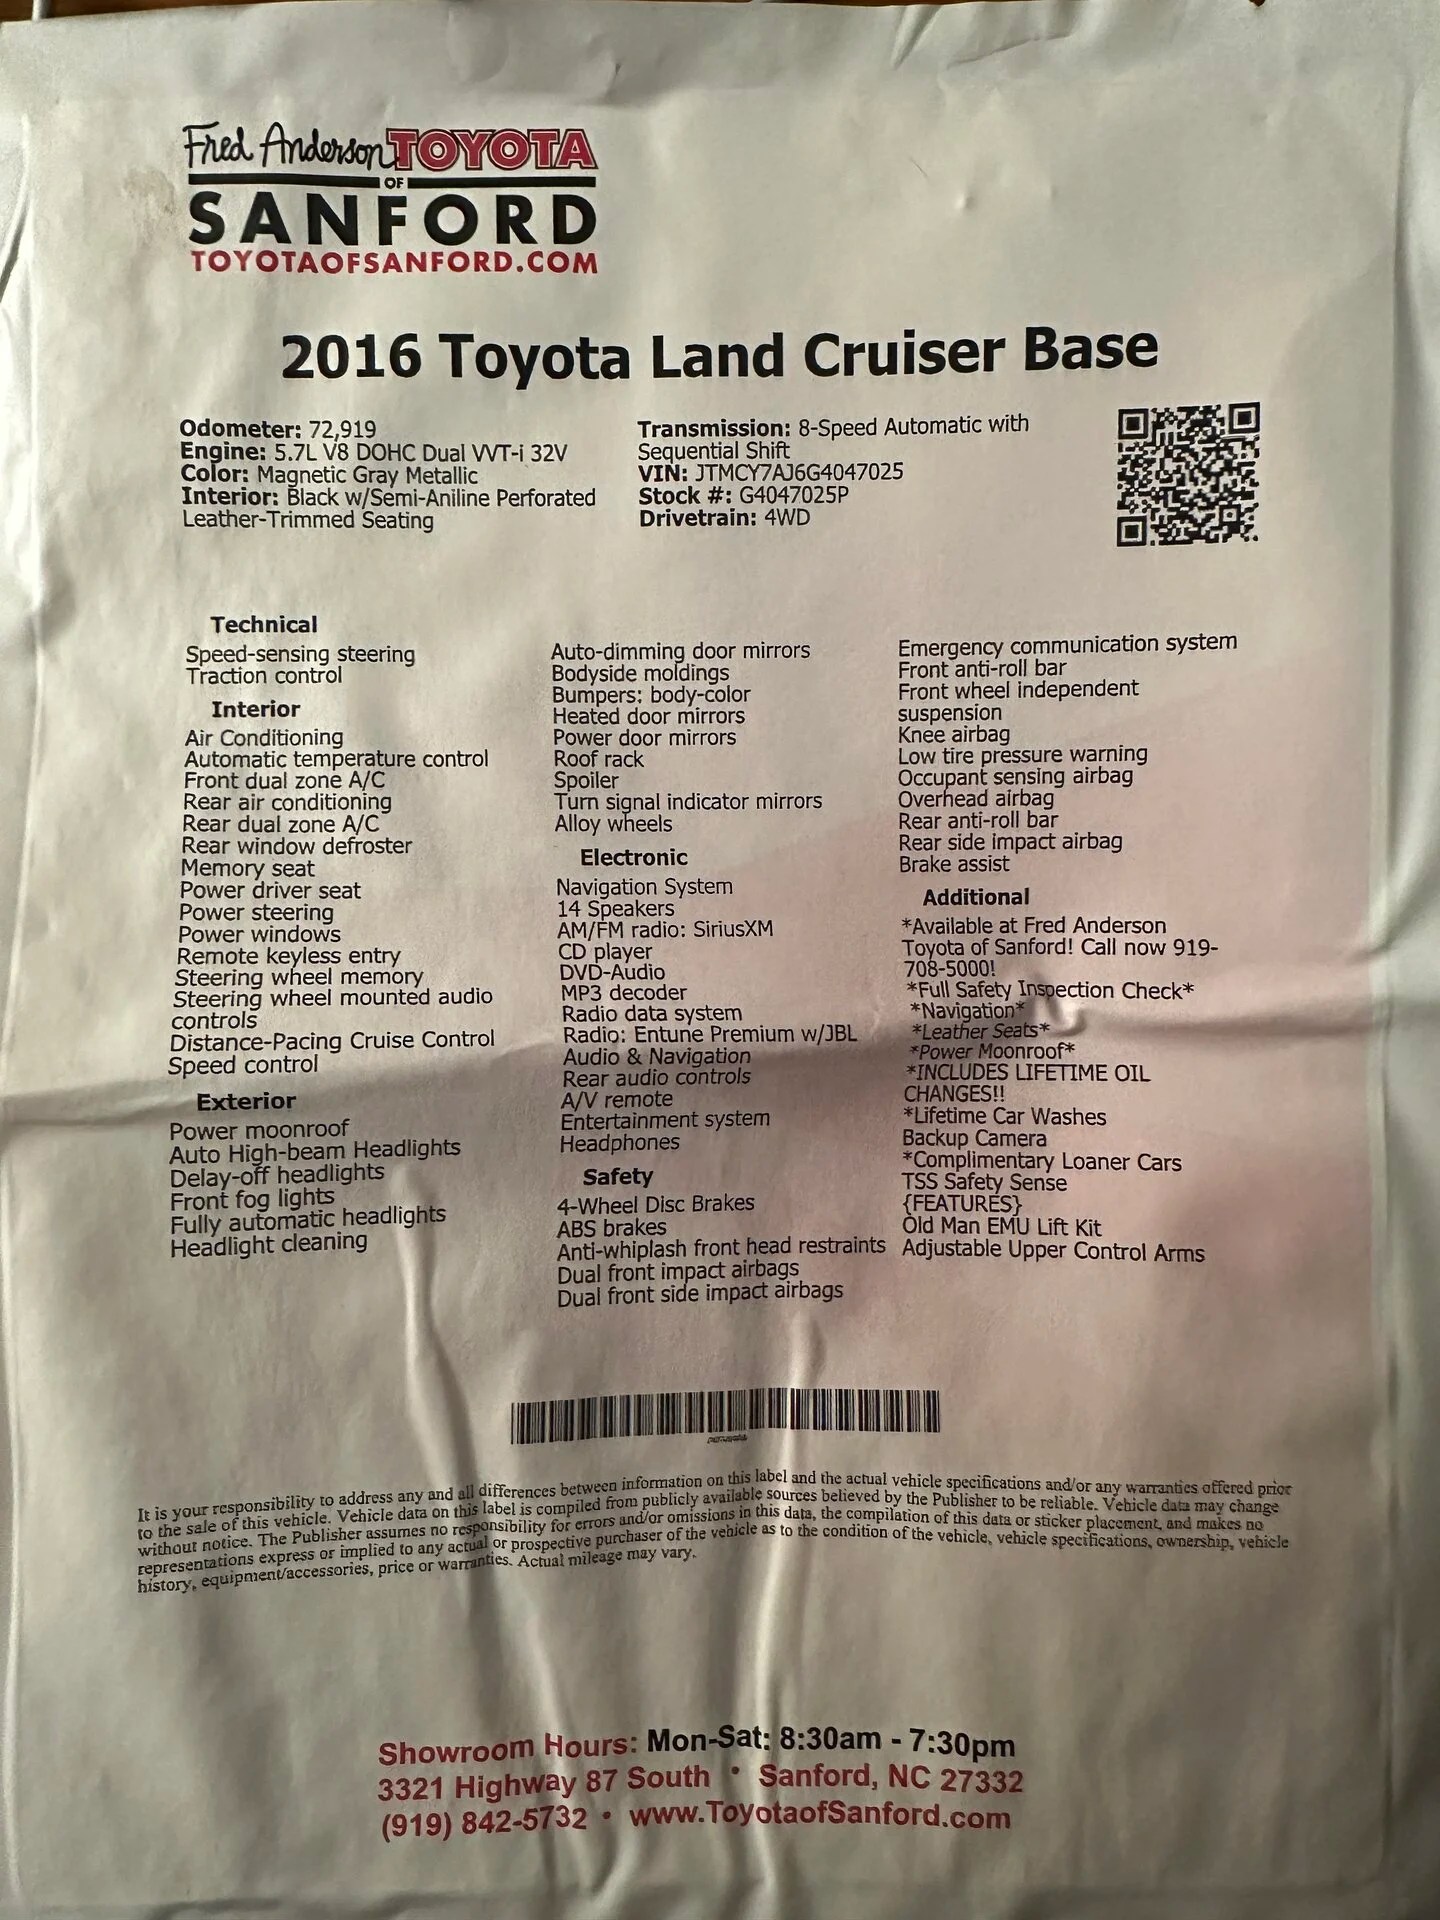 Fred Anderson TOYOTA
OF
SANFORD
TOYOTAOFSANFORD.COM
2016 Toyota Land Cruiser Base
Odometer: 72,919
Engine: 5.7L V8 DOHC Dual VVT-i 32V
Color: Magnetic Gray Metallic
Interior: Black w/Semi-Aniline Perforated
Leather-Trimmed Seating
Transmission: 8-Speed Automatic with
Sequential Shift
VIN: JTMCY7AJ6G4047025
Stock #: G4047025P
Drivetrain: 4WD
Technical
Speed-sensing steering
Traction control
Interior
Air Conditioning
Automatic temperature control
Front dual zone A/C
Rear air conditioning
Rear dual zone A/C
Rear window defroster
Memory seat
Power driver seat
Power steering
Power windows
Remote keyless entry
Steering wheel memory
Steering wheel mounted audio
controls
Distance-Pacing Cruise Control
Speed control
Exterior
Power moonroof
Auto High-beam Headlights
Delay-off headlights
Front fog lights
Fully automatic headlights
Headlight cleaning
Auto-dimming door mirrors
Bodyside moldings
Bumpers: body-color
Heated door mirrors
Power door mirrors
Roof rack
Spoiler
Turn signal indicator mirrors
Alloy wheels
Electronic
Navigation System
14 Speakers
AM/FM radio: SiriusXM
CD player
DVD-Audio
MP3 decoder
Radio data system
Radio: Entune Premium w/JBL
Audio & Navigation
Rear audio controls
A/V remote
Entertainment system
Headphones
Safety
4-Wheel Disc Brakes
ABS brakes
Anti-whiplash front head restraints
Dual front impact airbags
Dual front side impact airbags
Emergency communication system
Front anti-roll bar
Front wheel independent
suspension
Knee airbag
Low tire pressure warning
Occupant sensing airbag
Overhead airbag
Rear anti-roll bar
Rear side impact airbag
Brake assist
Additional
*Available at Fred Anderson
Toyota of Sanford! Call now 919-
708-5000!
*Full Safety Inspection Check*
*Navigation*
*Leather Seats*
*Power Moonroof*
*INCLUDES LIFETIME OIL
CHANGES!!
*Lifetime Car Washes
Backup Camera
*Complimentary Loaner Cars
TSS Safety Sense
{FEATURES}
Old Man EMU Lift Kit
Adjustable Upper Control Arms
It is your responsibility to address any and all differences between information on this label and the actual vehicle specifications and/or any warranties offered prior
to the sale of this vehicle. Vehicle data on this label is compiled from publicly available sources believed by the Publisher to be reliable. Vehicle data may change
without notice. The Publisher assumes no responsibility for errors and/or omissions in this data, the compilation of this data or sticker placement, and makes no
representations express or implied to any actual or prospective purchaser of the vehicle as to the condition of the vehicle, vehicle specifications, ownership, vehicle
history, equipment/accessories, price or warranties. Actual mileage may vary.
Showroom Hours: Mon-Sat: 8:30am - 7:30pm
3321 Highway 87 South • Sanford, NC 27332
(919) 842-5732 • www.ToyotaofSanford.com